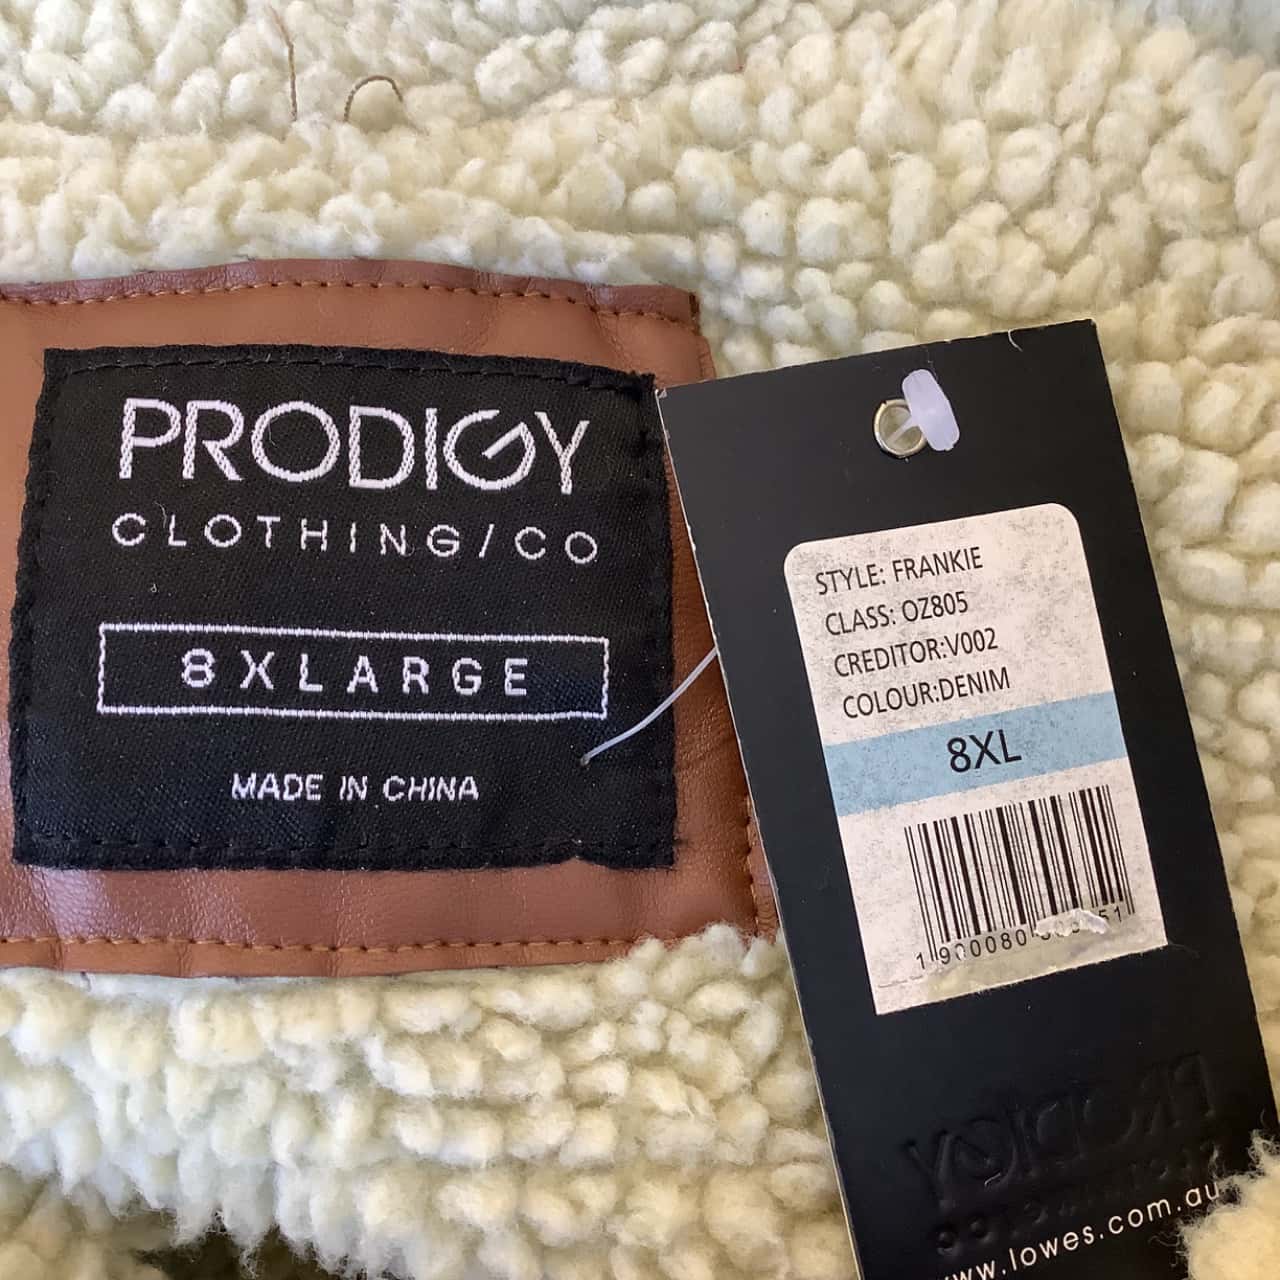 PRODIGY
CLOTHING/CO
8XLARGE
MADE IN CHINA
STYLE: FRANKIE
CLASS: OZ805
CREDITOR:V002
COLOUR:DENIM
8XL
www.lowes.com.au